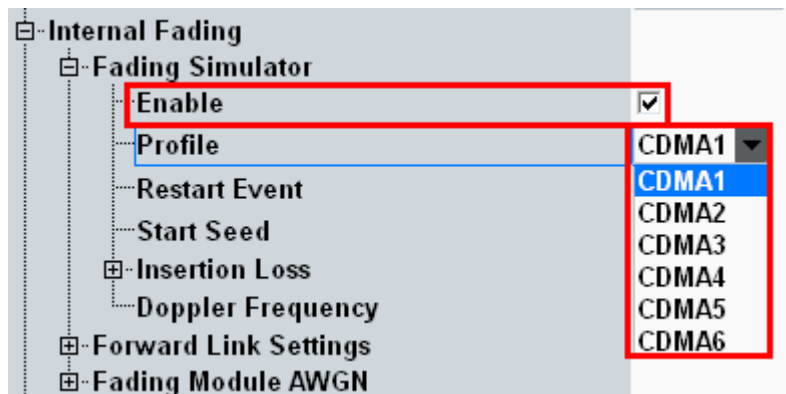 Internal Fading
Fading Simulator
Enable
Profile CDMA1
CDMA1
Restart Event
CDMA2
Start Seed
CDMA3
Insertion Loss
CDMA4
Doppler Frequency
CDMA5
Forward Link Settings
CDMA6
Fading Module AWGN